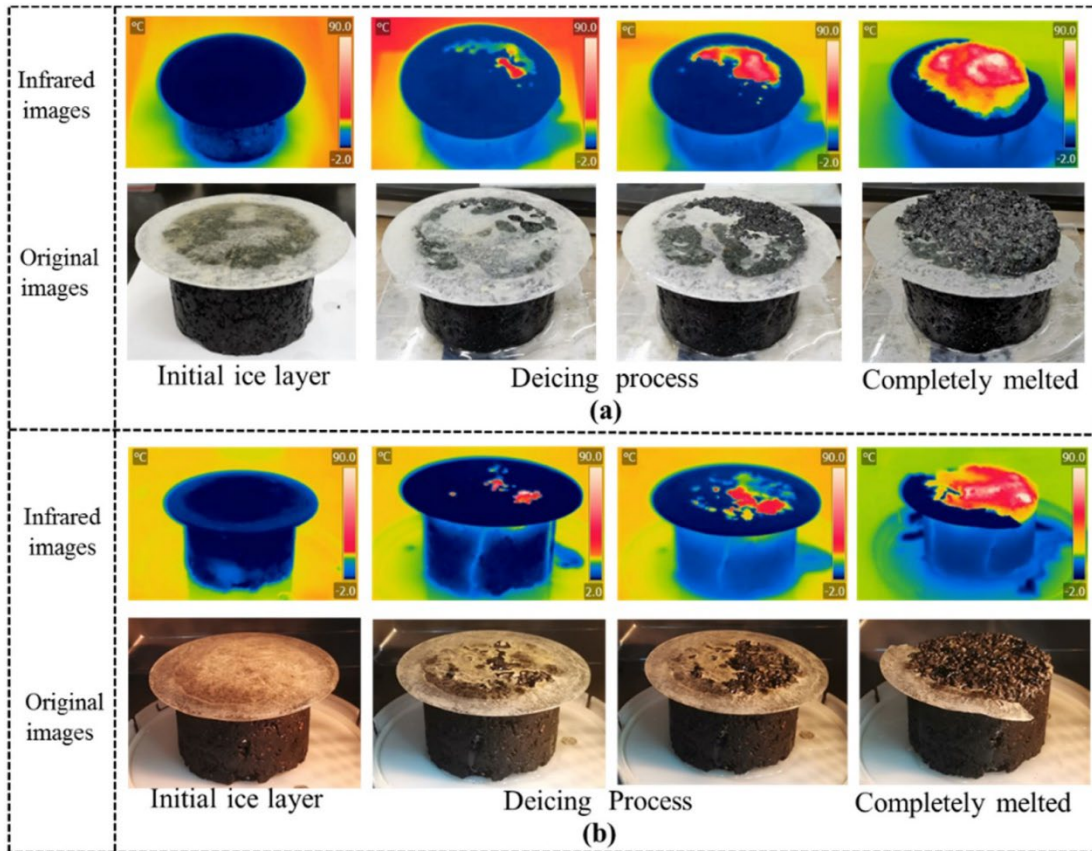 Infrared images
°C 90.0 °C 90.0 °C 90.0 °C 90.0
-2.0 -2.0 -2.0 -2.0
Original images
Initial ice layer Deicing process Completely melted
(a)
Infrared images
°C 90.0 °C 90.0 °C 90.0 °C 90.0
-2.0 2.0 -2.0 -2.0
Original images
Initial ice layer Deicing Process Completely melted
(b)